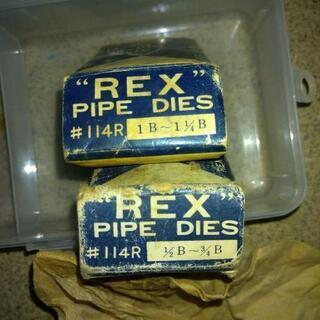 "REX"
PIPE DIES
#114R 1B~1¼B
"REX"
PIPE DIES
#114R ½B~¾B